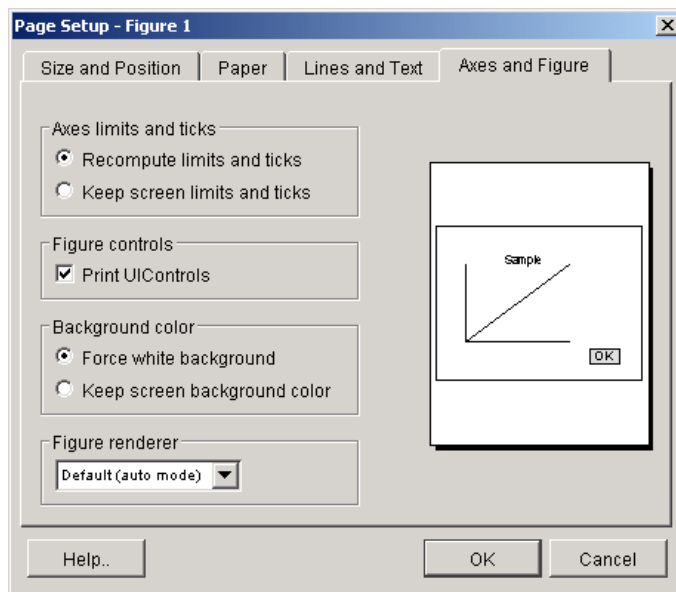 Page Setup - Figure 1
Size and Position
Paper
Lines and Text
Axes and Figure
Axes limits and ticks
Recompute limits and ticks
Keep screen limits and ticks
Figure controls
Print UIControls
Background color
Force white background
Keep screen background color
Figure renderer
Default (auto mode)
Sample
OK
Help..
OK
Cancel